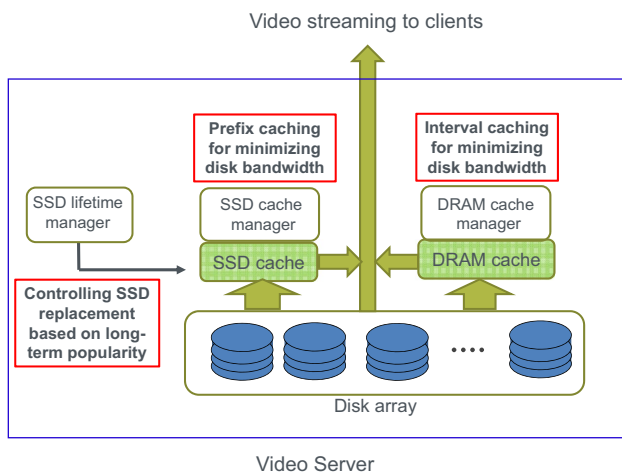 Video streaming to clients
Prefix caching
for minimizing
disk bandwidth
Interval caching
for minimizing
disk bandwidth
SSD lifetime
manager
SSD cache
manager
DRAM cache
manager
SSD cache
DRAM cache
Controlling SSD
replacement
based on long-
term popularity
....
Disk array
Video Server